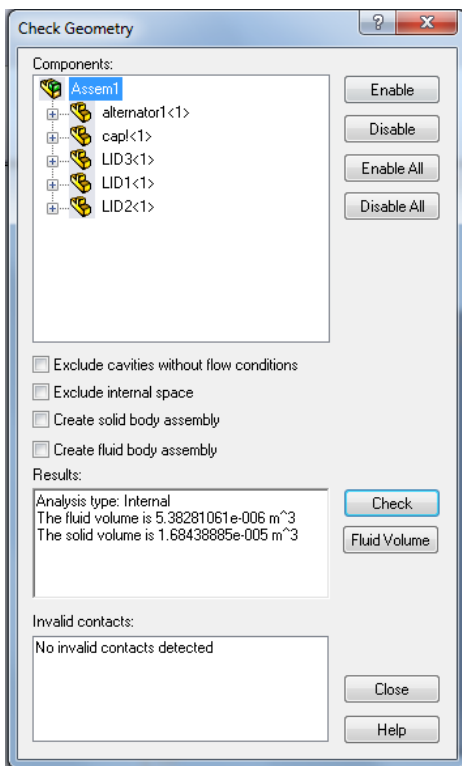 Check Geometry
?
Components:
Assem1
alternator1<1>
cap!<1>
LID3<1>
LID1<1>
LID2<1>
Enable
Disable
Enable All
Disable All
Exclude cavities without flow conditions
Exclude internal space
Create solid body assembly
Create fluid body assembly
Results:
Analysis type: Internal
The fluid volume is 5.38281061e-006 m^3
The solid volume is 1.68438885e-005 m^3
Check
Fluid Volume
Invalid contacts:
No invalid contacts detected
Close
Help